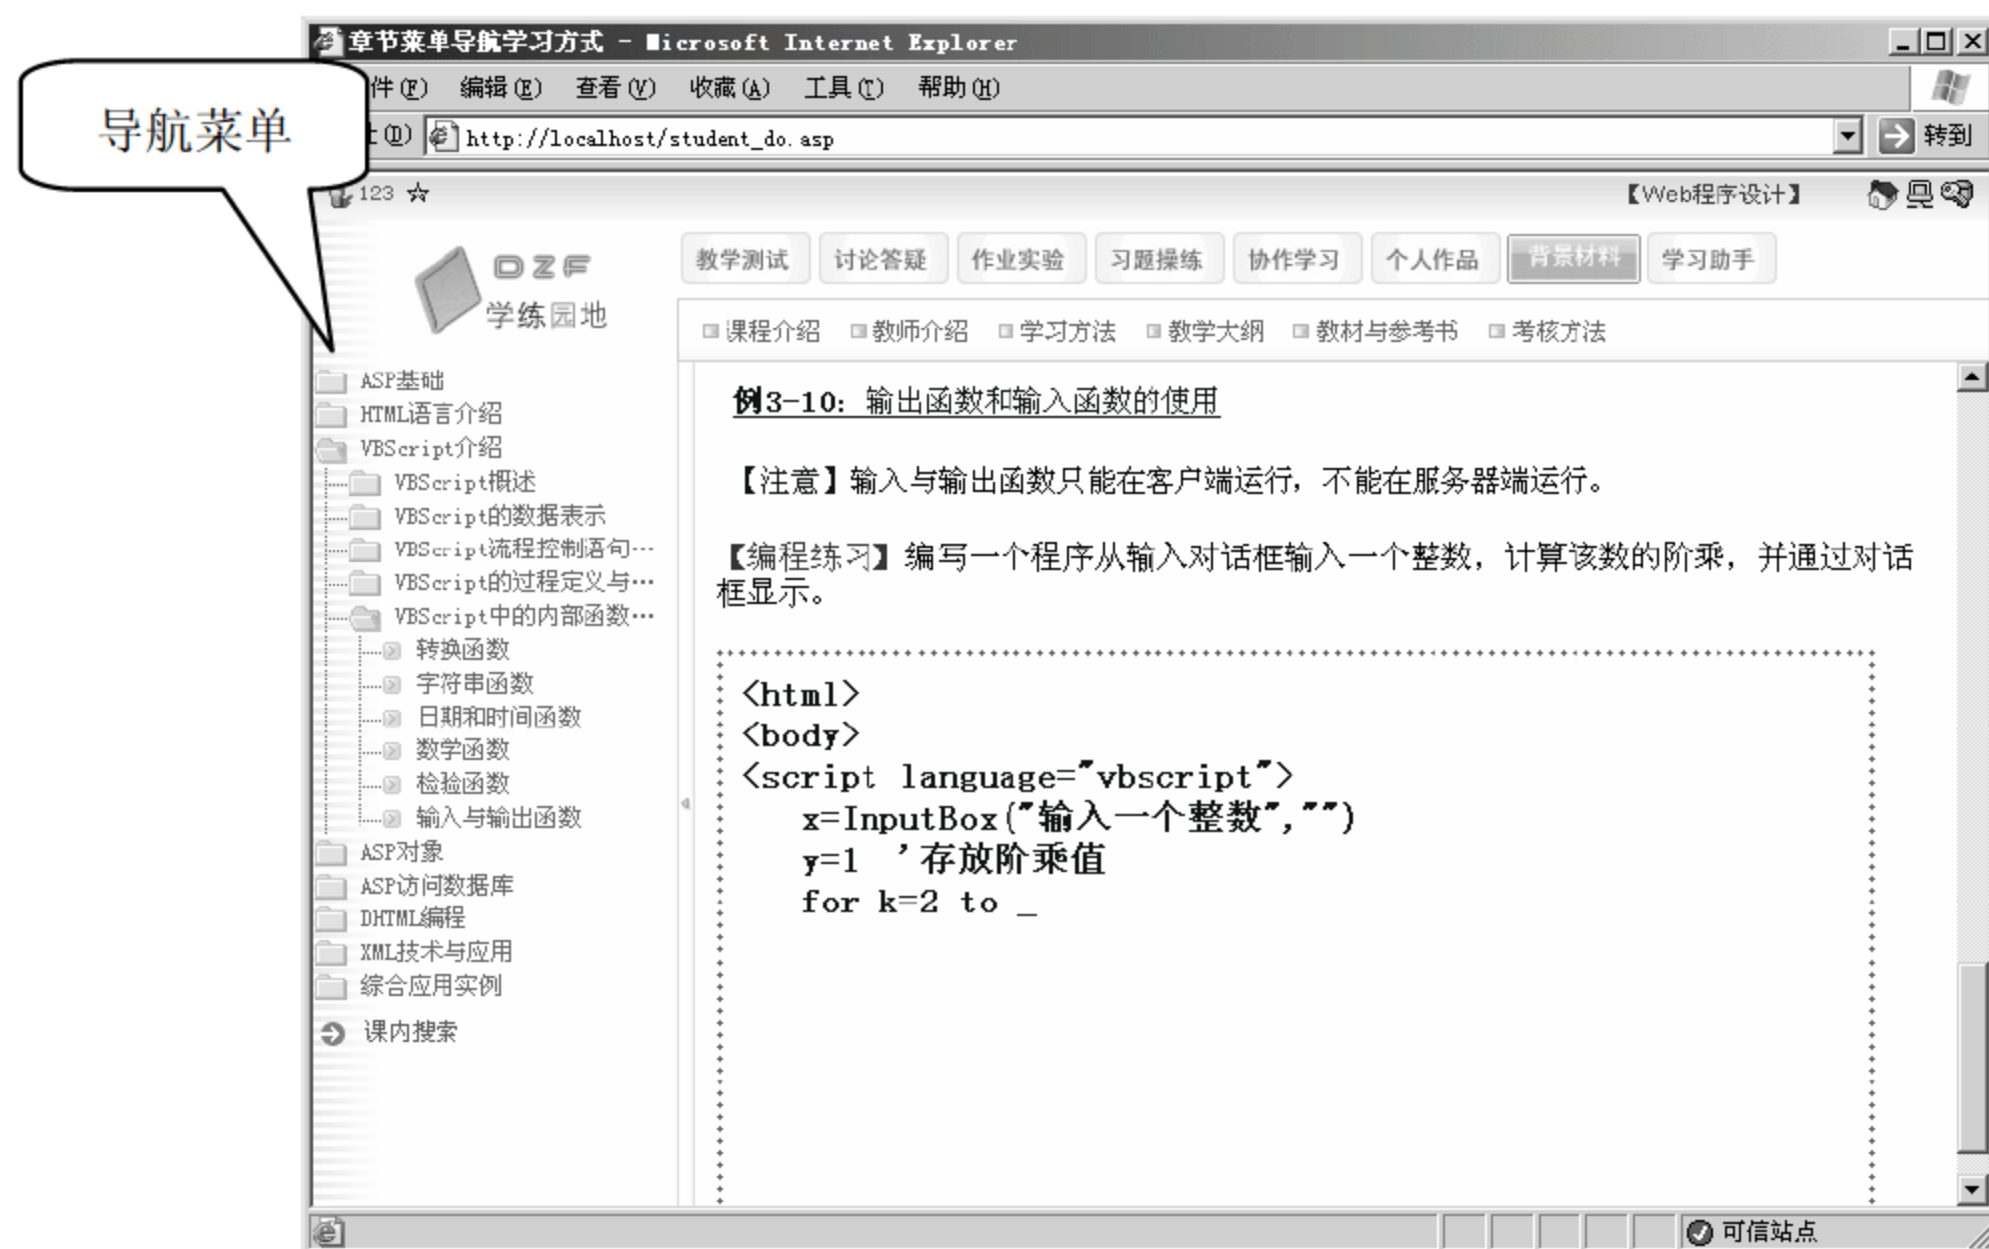 章节菜单导航学习方式 - Microsoft Internet Explorer
件(F) 编辑(E) 查看(V) 收藏(A) 工具(T) 帮助(H)
导航菜单
(D) http://localhost/student_do.asp 转到
123 ☆ 【Web程序设计】
DZF
学练园地
教学测试 讨论答疑 作业实验 习题操练 协作学习 个人作品 背景材料 学习助手
课程介绍 教师介绍 学习方法 教学大纲 教材与参考书 考核方法
ASP基础
HTML语言介绍
VBScript介绍
VBScript概述
VBScript的数据表示
VBScript流程控制语句…
VBScript的过程定义与…
VBScript中的内部函数…
转换函数
字符串函数
日期和时间函数
数学函数
检验函数
输入与输出函数
ASP对象
ASP访问数据库
DHTML编程
XML技术与应用
综合应用实例
课内搜索
例3-10: 输出函数和输入函数的使用
【注意】输入与输出函数只能在客户端运行，不能在服务器端运行。
【编程练习】编写一个程序从输入对话框输入一个整数，计算该数的阶乘，并通过对话
框显示。
<html>
<body>
<script language="vbscript">
x=InputBox("输入一个整数","")
y=1 '存放阶乘值
for k=2 to _
可信站点